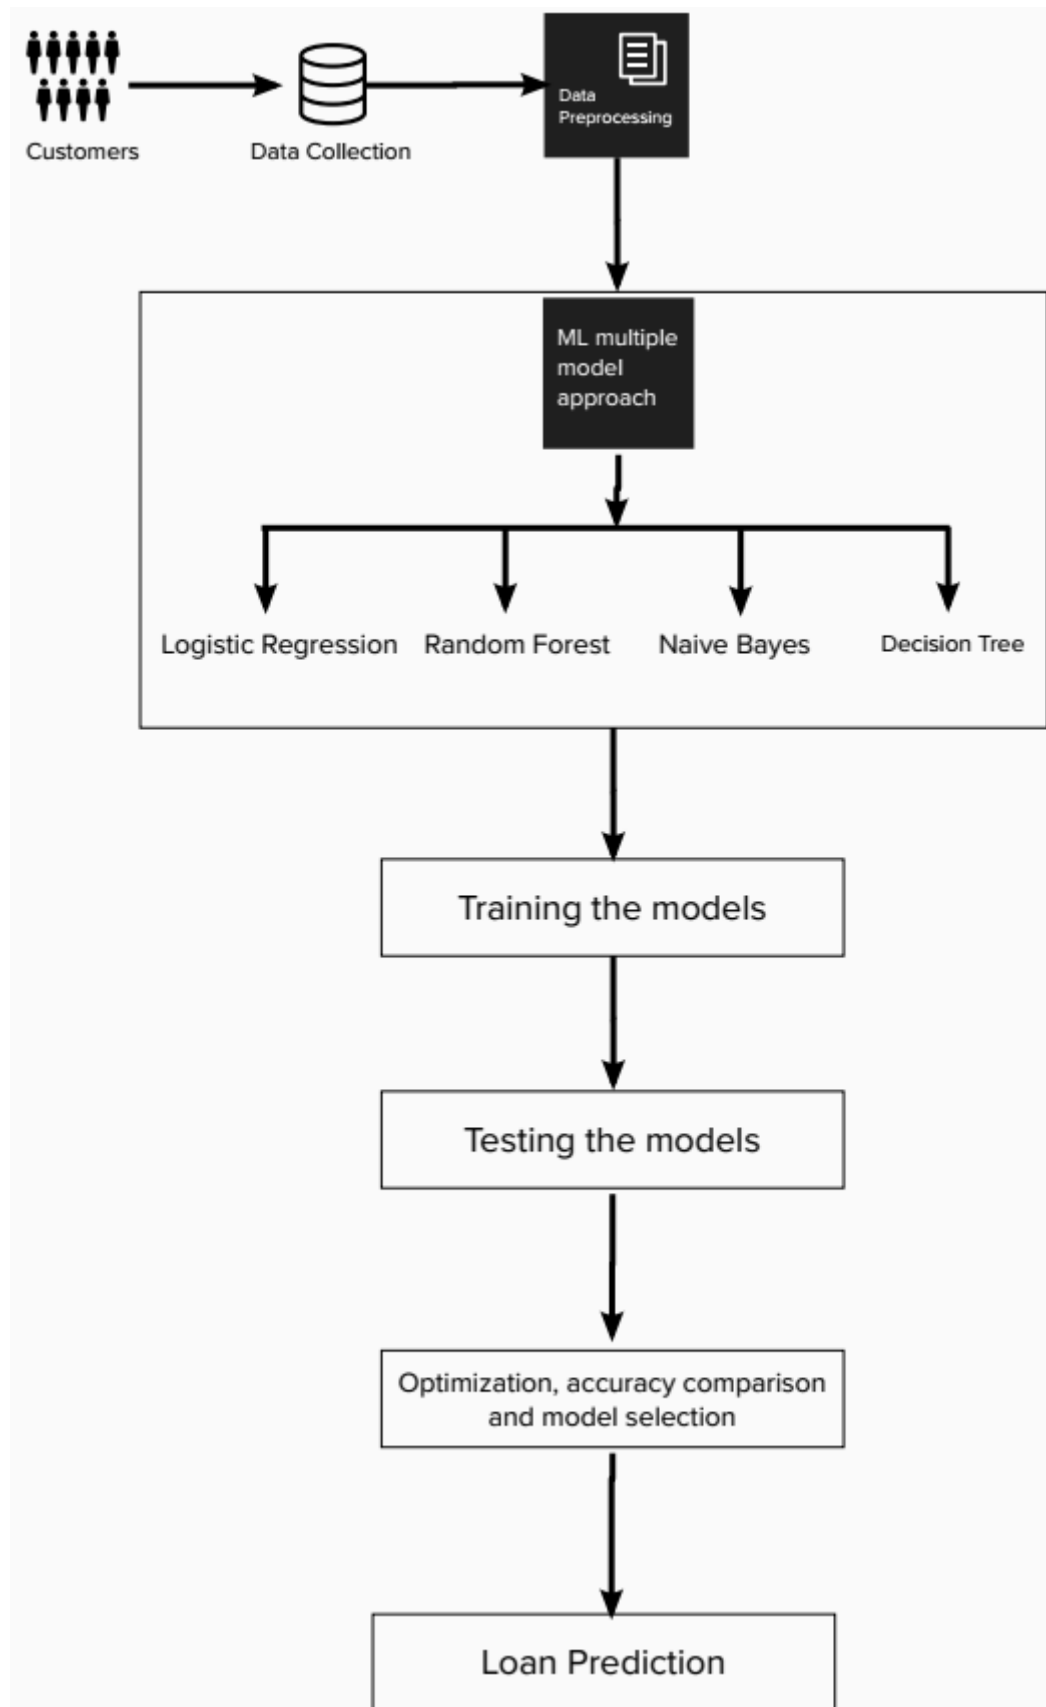 Customers
Data Collection
Data
Preprocessing
ML multiple
model
approach
Logistic Regression
Random Forest
Naive Bayes
Decision Tree
Training the models
Testing the models
Optimization, accuracy comparison
and model selection
Loan Prediction